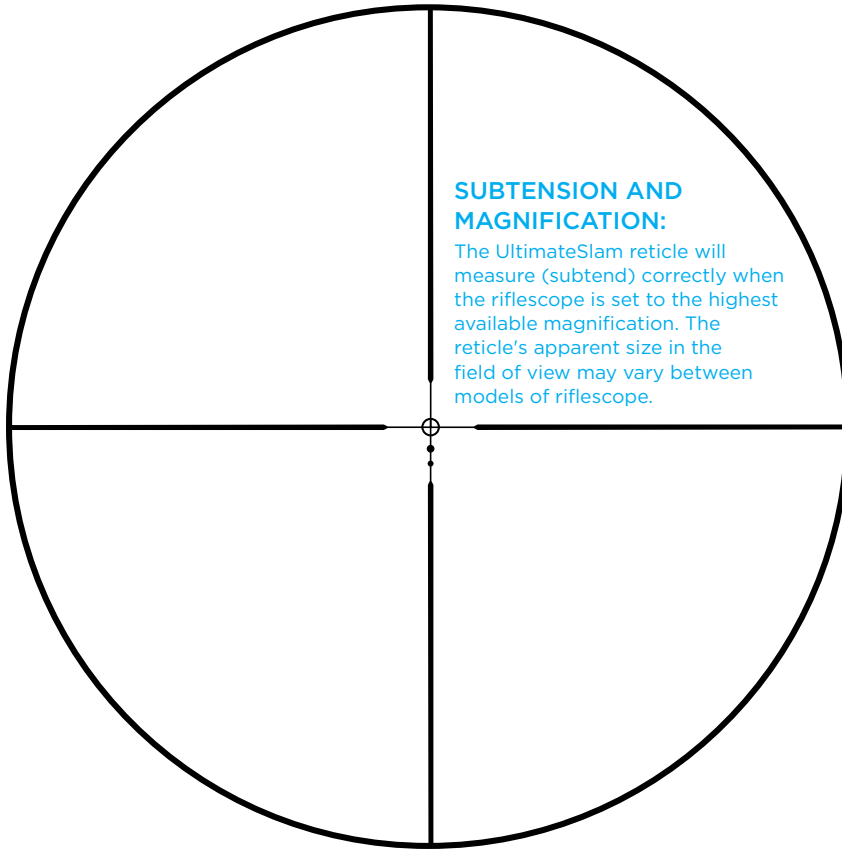 SUBTENSION AND
MAGNIFICATION:
The UltimateSlam reticle will
measure (subtend) correctly when
the riflescope is set to the highest
available magnification. The
reticle's apparent size in the
field of view may vary between
models of riflescope.